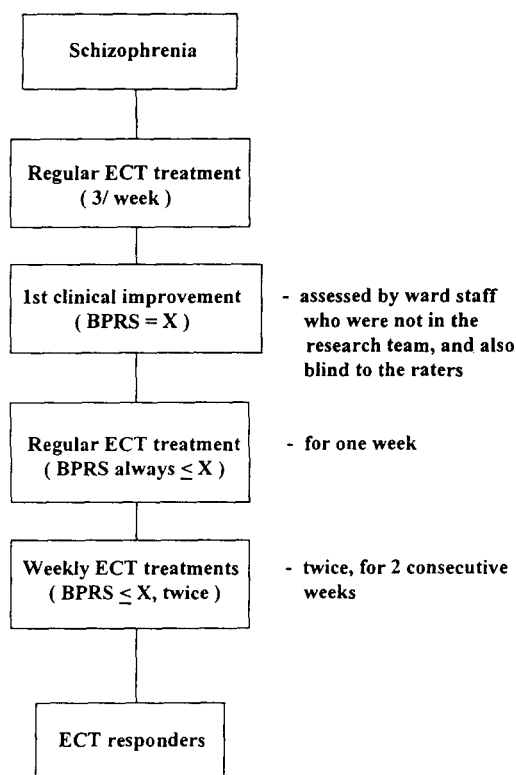 Schizophrenia
Regular ECT treatment
( 3/ week )
1st clinical improvement
( BPRS = X )
- assessed by ward staff
who were not in the
research team, and also
blind to the raters
Regular ECT treatment
( BPRS always ≤ X )
- for one week
Weekly ECT treatments
( BPRS ≤ X, twice )
- twice, for 2 consecutive
weeks
ECT responders